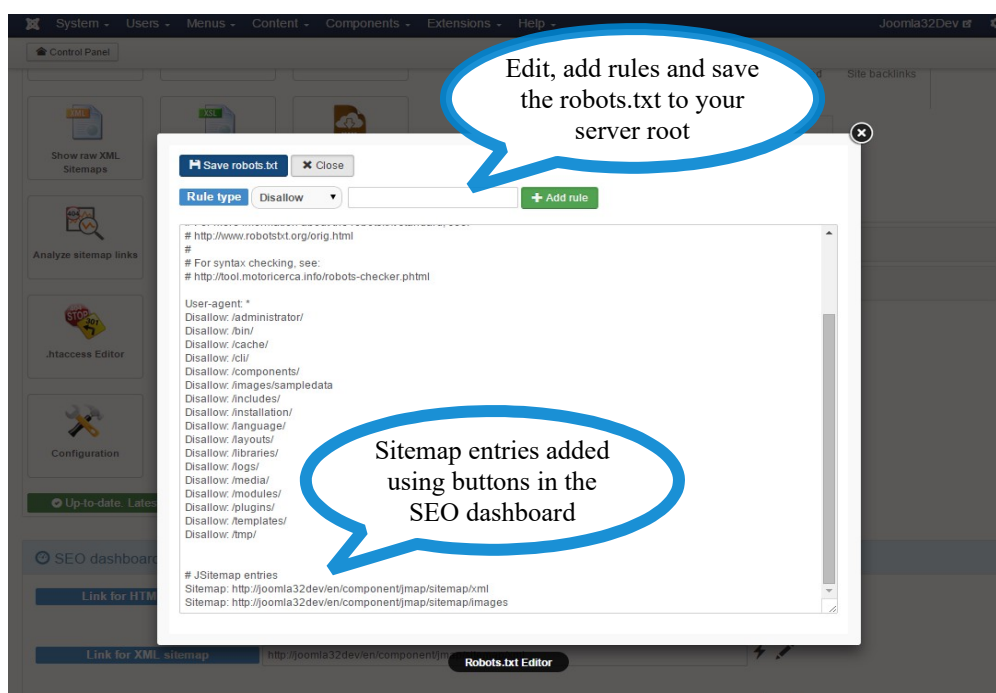 System Users Menus Content Components Extensions Help Joomla32Dev
Control Panel
Site backlinks
Edit, add rules and save
the robots.txt to your
server root
Show raw XML
Sitemaps
Save robots.txt Close
Rule type Disallow Add rule
# http://www.robotstxt.org/orig.html
#
# For syntax checking, see:
# http://tool.motoricerca.info/robots-checker.phtml
Analyze sitemap links
User-agent: *
Disallow: /administrator/
Disallow: /bin/
Disallow: /cache/
Disallow: /cli/
Disallow: /components/
Disallow: /images/sampledata
Disallow: /includes/
Disallow: /installation/
Disallow: /language/
Disallow: /layouts/
Disallow: /libraries/
Disallow: /logs/
Disallow: /media/
Disallow: /modules/
Disallow: /plugins/
Disallow: /templates/
Disallow: /tmp/
.htaccess Editor
Configuration
Sitemap entries added
using buttons in the
SEO dashboard
Up-to-date. Lates
# JSitemap entries
Sitemap: http://joomla32dev/en/component/jmap/sitemap/xml
Sitemap: http://joomla32dev/en/component/jmap/sitemap/images
SEO dashboard
Link for HTM
Link for XML sitemap http://joomla32dev/en/component/jm
Robots.txt Editor